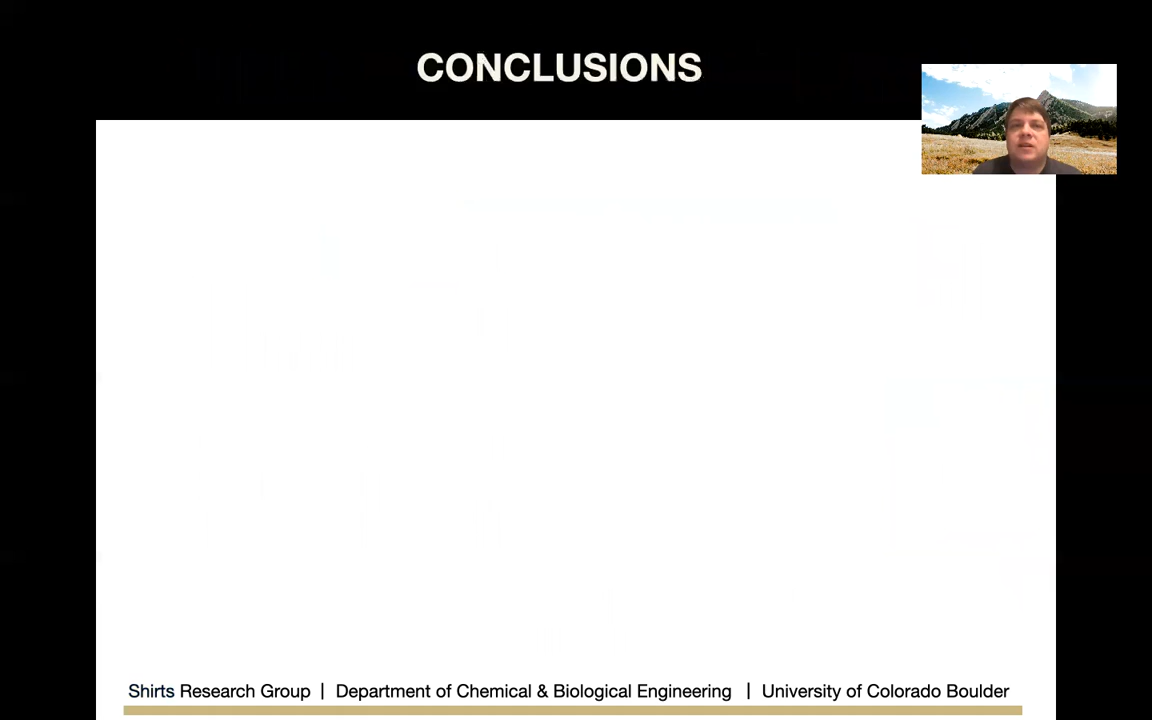 CONCLUSIONS
Shirts Research Group | Department of Chemical & Biological Engineering | University of Colorado Boulder